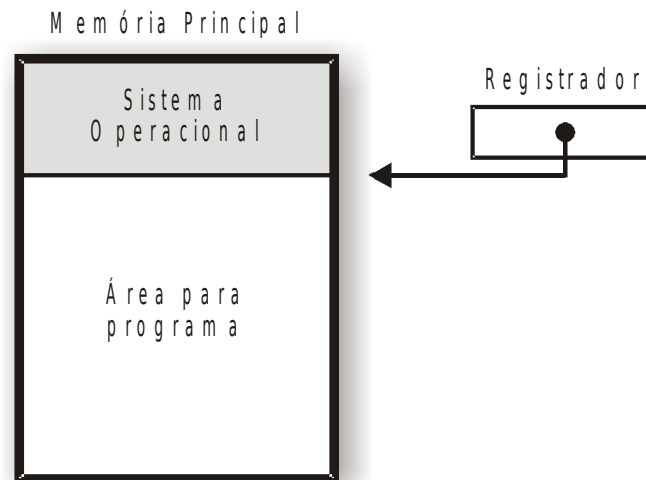 Memória Principal
Sistema
Operacional
Registrador
Área para
programa